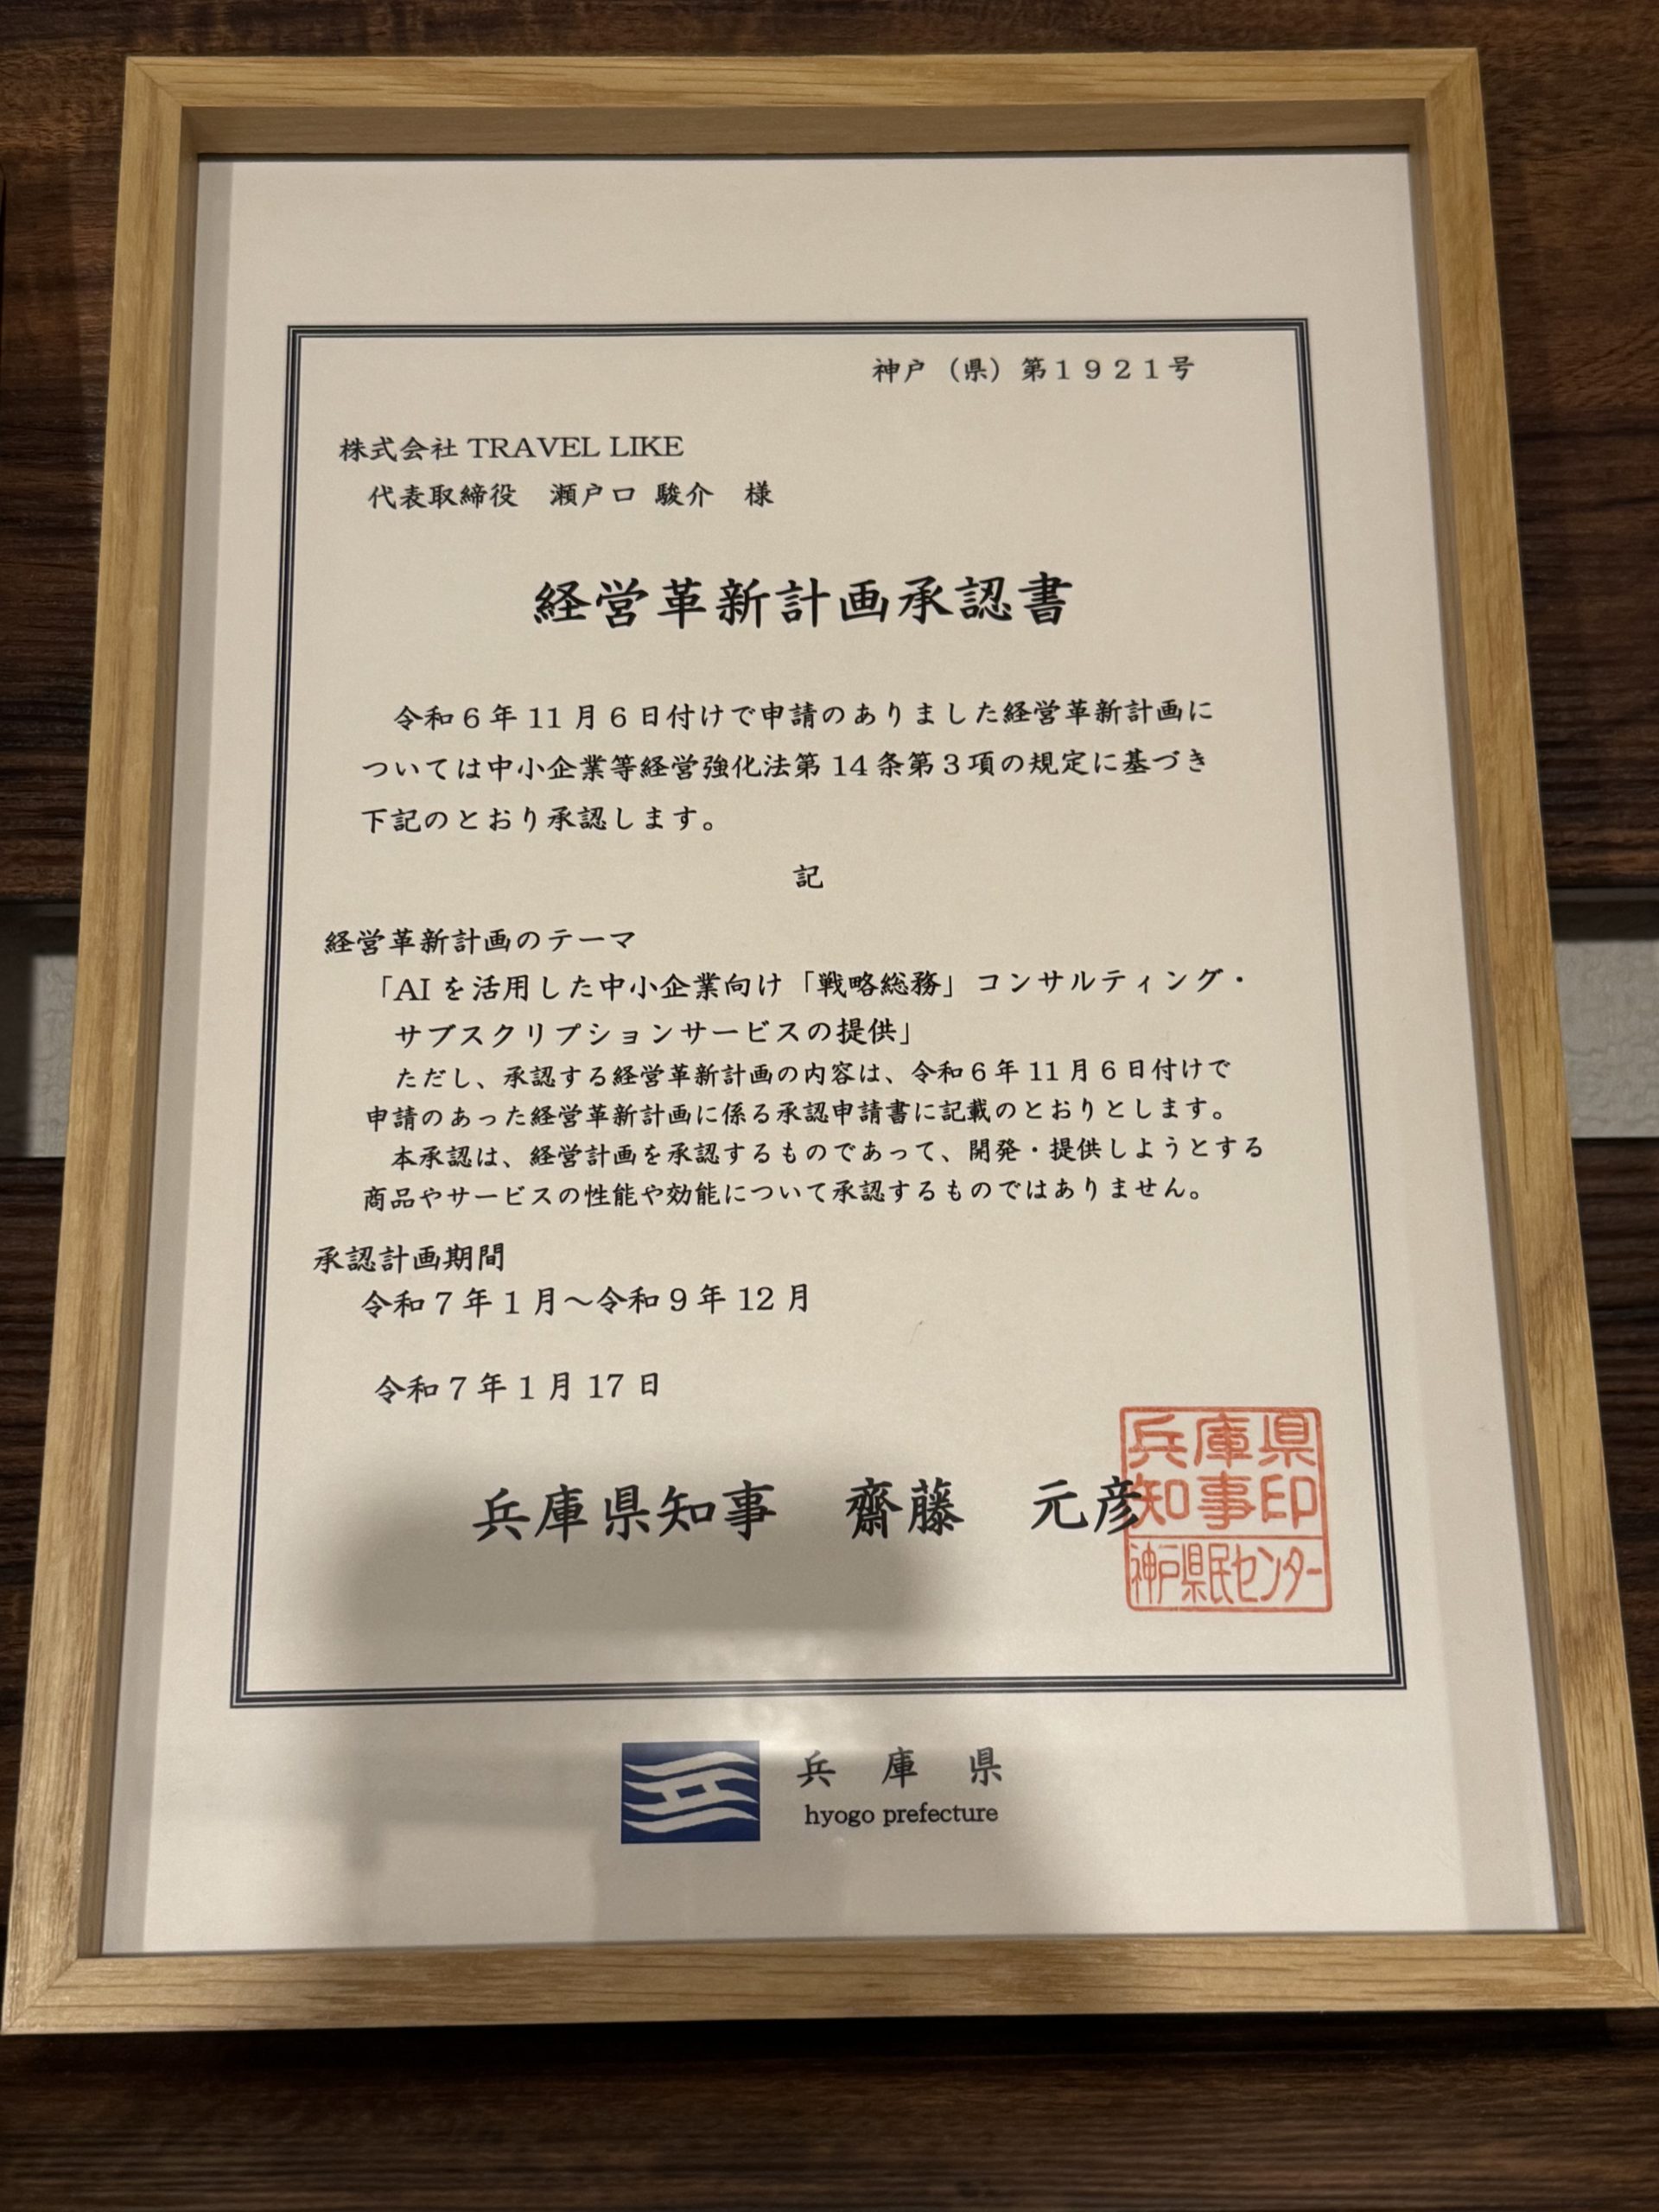 神戸（県）第１９２１号
株式会社 TRAVEL LIKE
代表取締役　瀬戸口 駿介　様
経営革新計画承認書
令和６年 11 月 ６ 日付けで申請のありました経営革新計画に
ついては中小企業等経営強化法第 14 条第３項の規定に基づき
下記のとおり承認します。
記
経営革新計画のテーマ
「AI を活用した中小企業向け「戦略総務」コンサルティング・
サブスクリプションサービスの提供」
ただし、承認する経営革新計画の内容は、令和６年 11 月 ６ 日付けで
申請のあった経営革新計画に係る承認申請書に記載のとおりとします。
本承認は、経営計画を承認するものであって、開発・提供しようとする
商品やサービスの性能や効能について承認するものではありません。
承認計画期間
令和 7 年 1 月～令和 9 年 12 月
令和 7 年 1 月 17 日
兵庫県知事　齋藤　元彦
兵庫県
知事印
神戸県民センター
兵 庫 県
hyogo prefecture